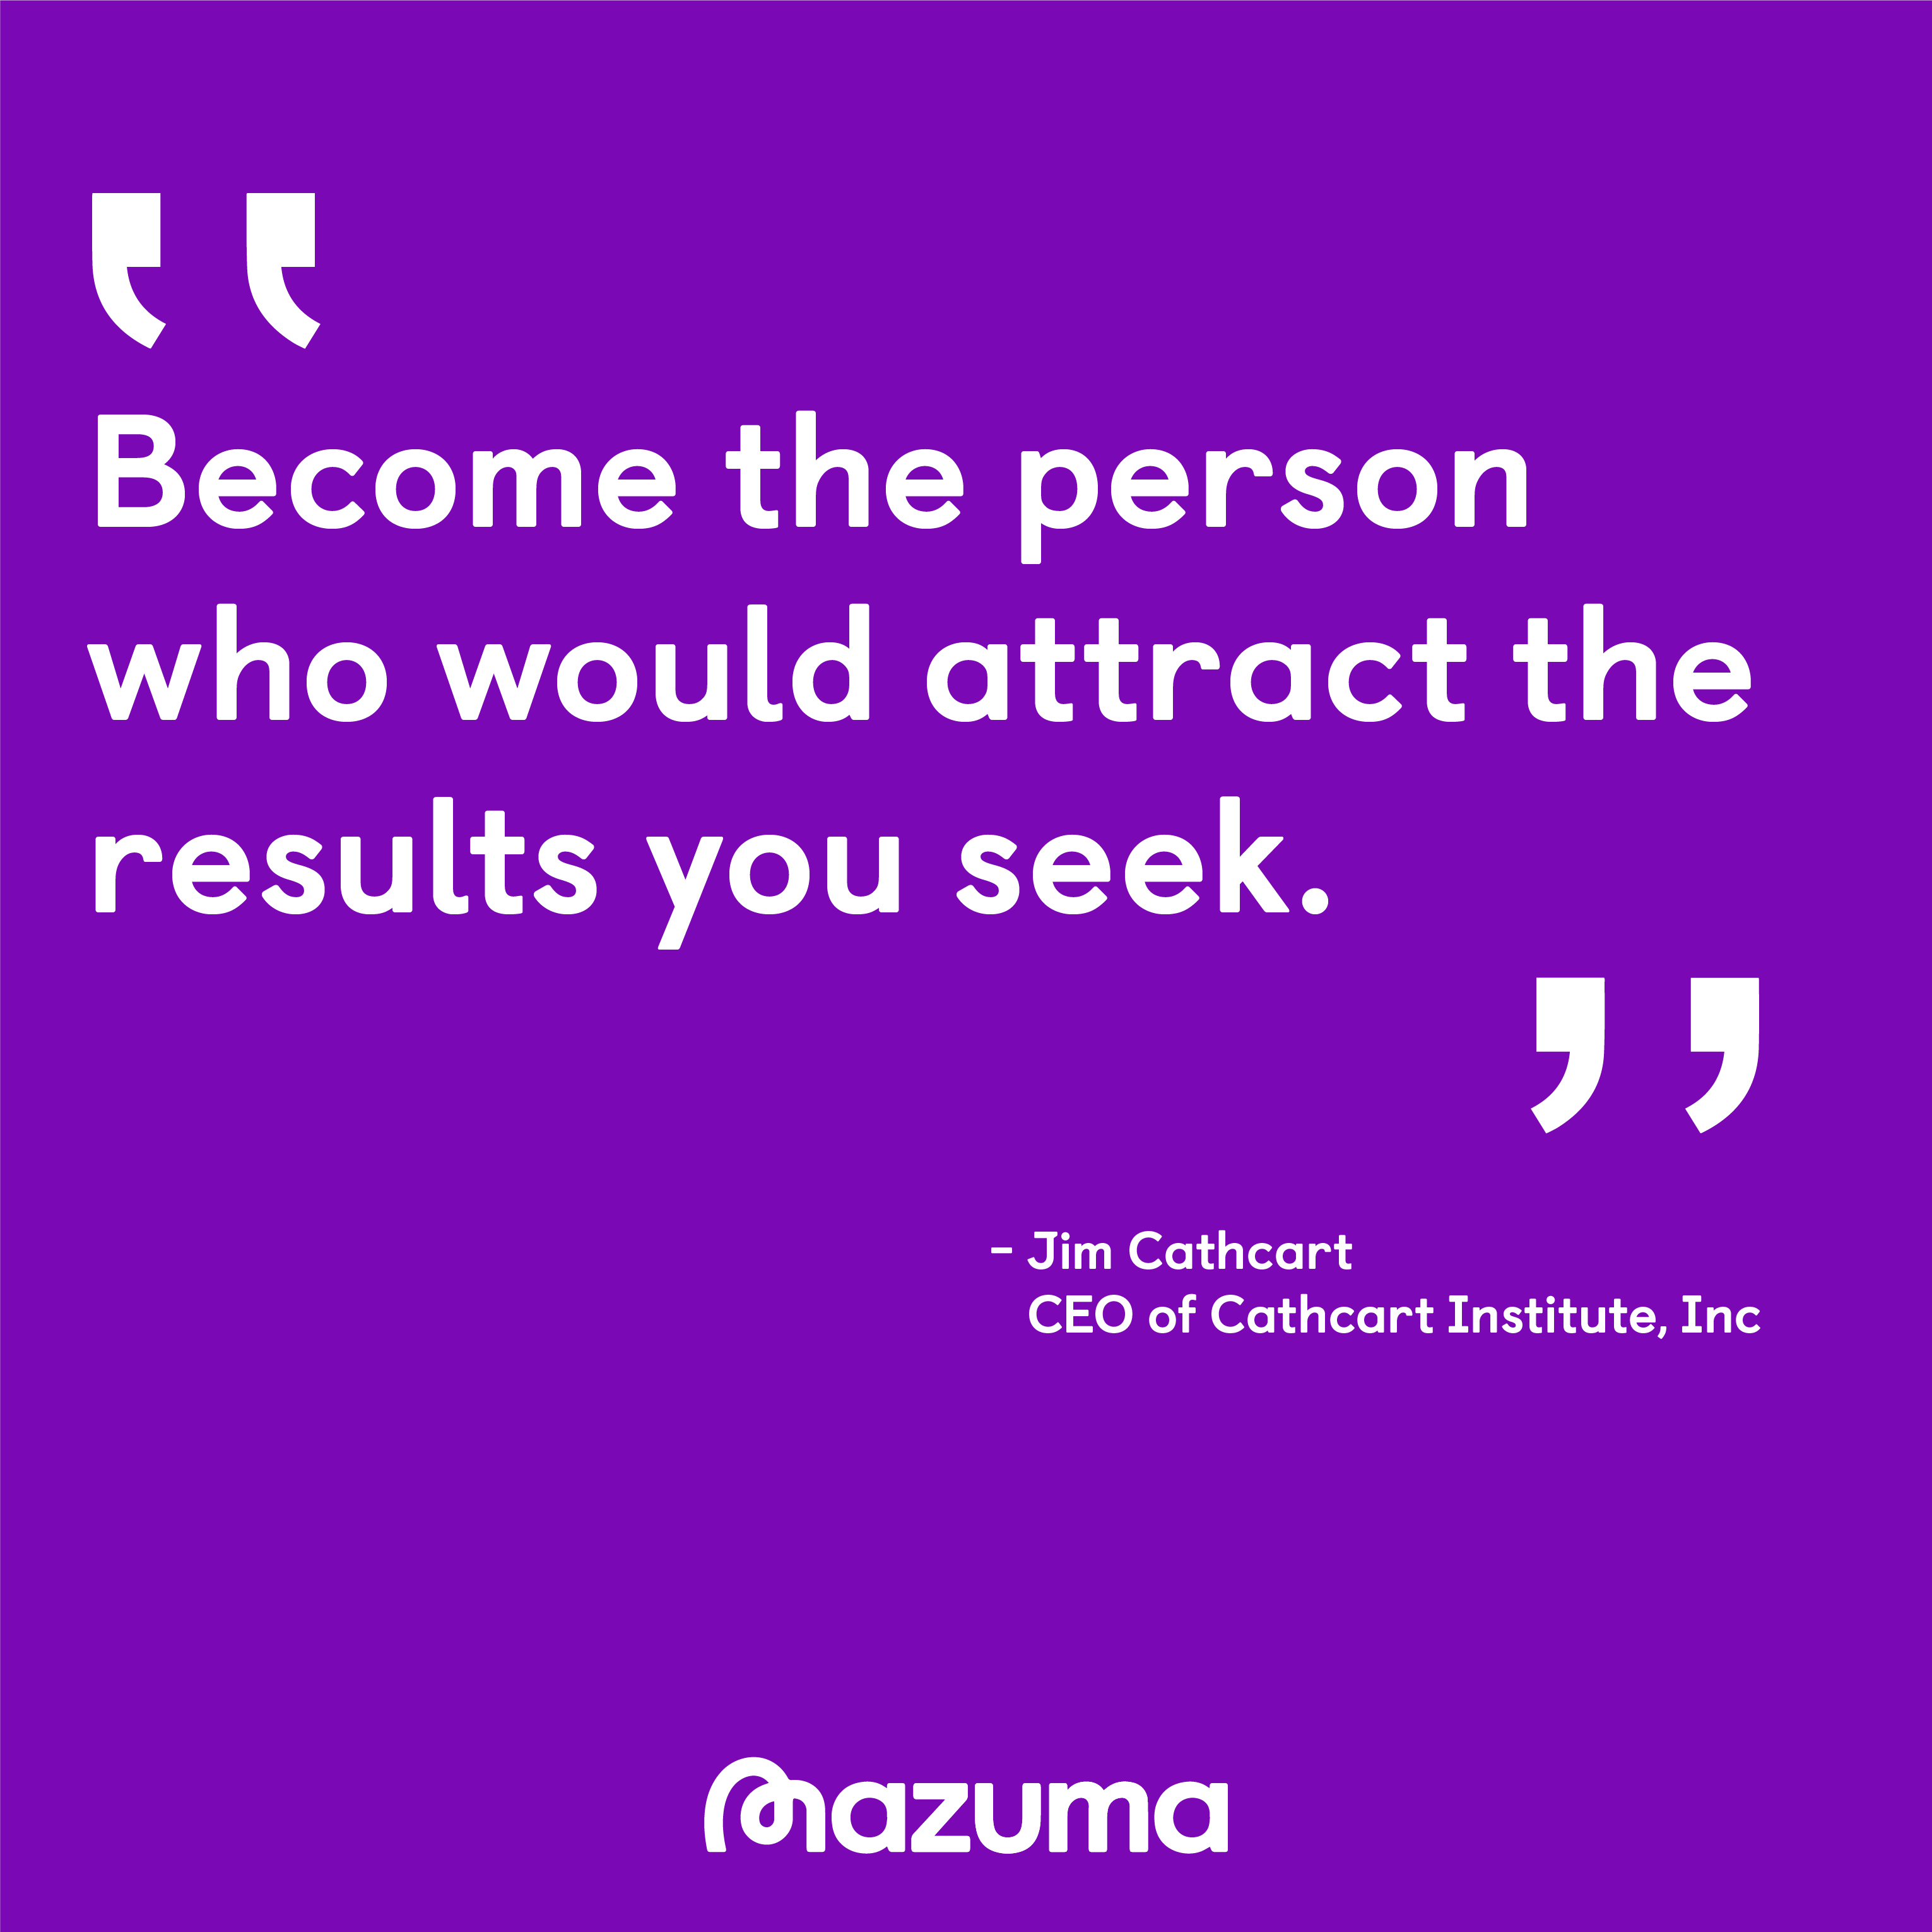 “
Become the person
who would attract the
results you seek.
”
– Jim Cathcart
CEO of Cathcart Institute, Inc
mazuma